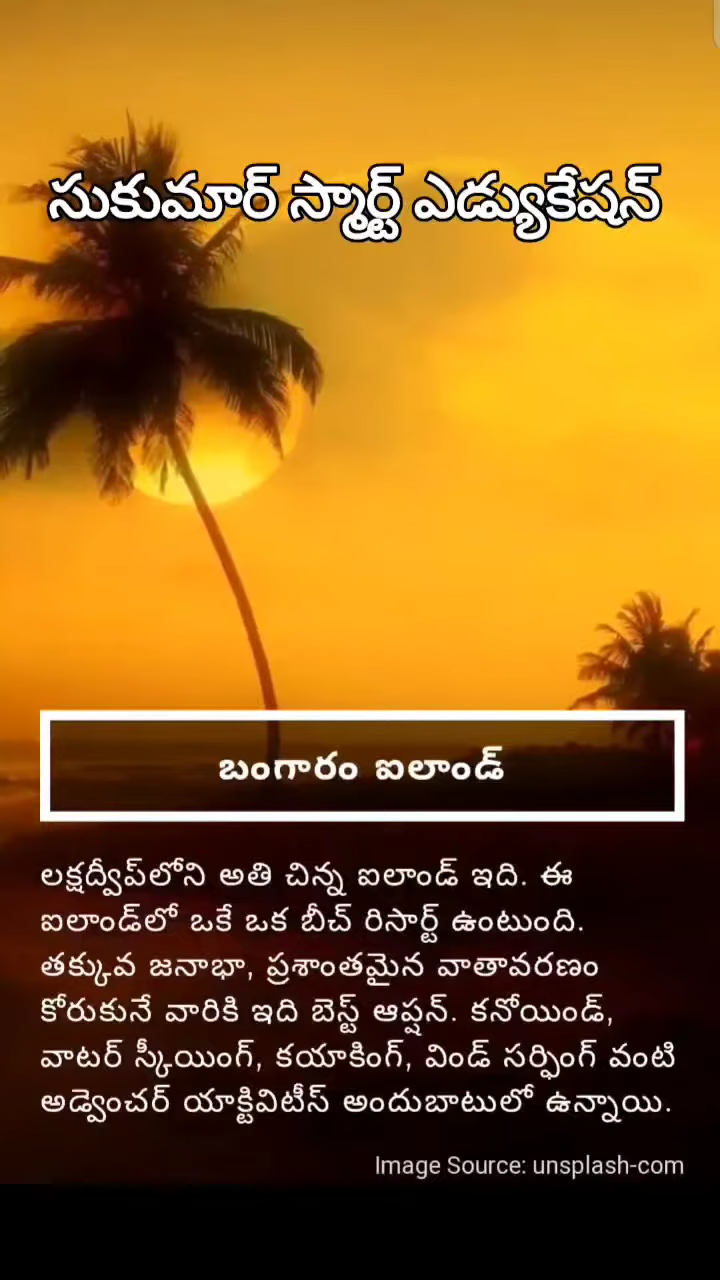 సుకుమార్ స్మార్ట్ ఎడ్యుకేషన్
బంగారం ఐలాండ్
లక్షద్వీప్‌లోని అతి చిన్న ఐలాండ్ ఇది. ఈ
ఐలాండ్‌లో ఒకే ఒక బీచ్ రిసార్ట్ ఉంటుంది.
తక్కువ జనాభా, ప్రశాంతమైన వాతావరణం
కోరుకునే వారికి ఇది బెస్ట్ ఆప్షన్. కనోయిండ్,
వాటర్ స్కీయింగ్, కయాకింగ్, విండ్ సర్ఫింగ్ వంటి
అడ్వెంచర్ యాక్టివిటీస్ అందుబాటులో ఉన్నాయి.
Image Source: unsplash-com